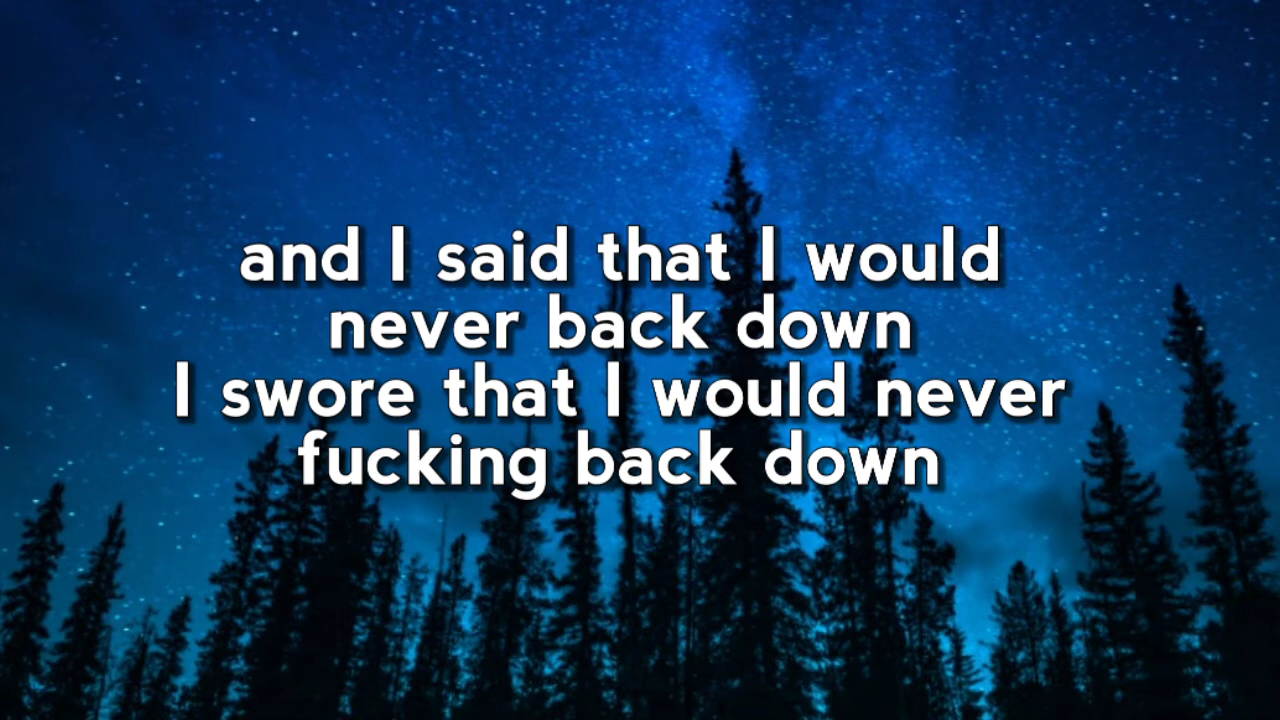 and I said that I would
never back down
I swore that I would never
fucking back down